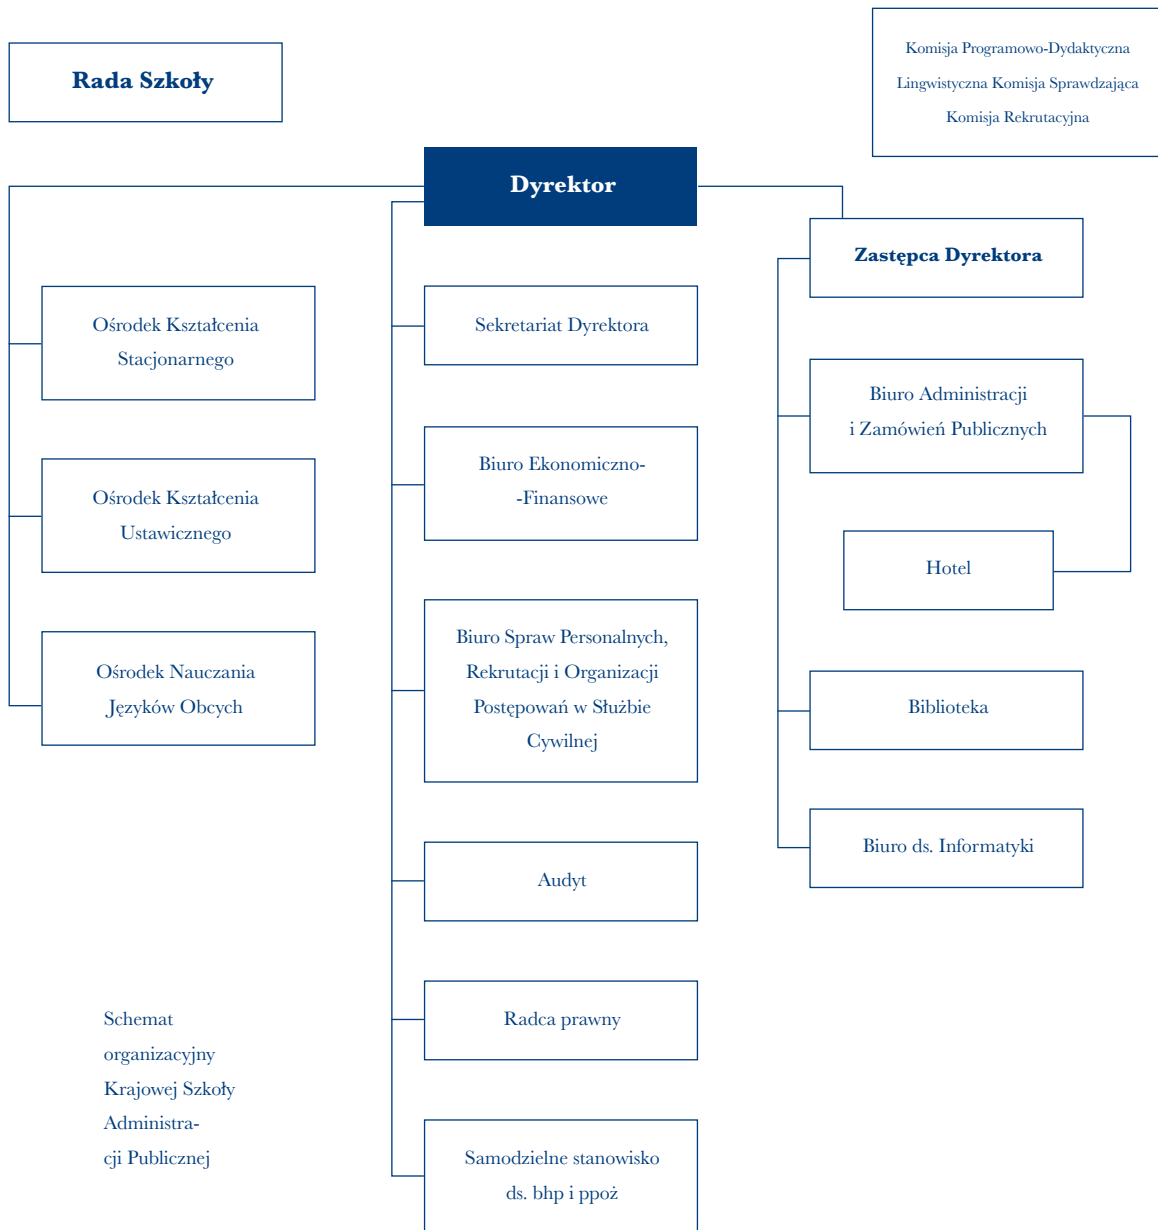 Rada Szkoły
Komisja Programowo-Dydaktyczna
Lingwistyczna Komisja Sprawdzająca
Komisja Rekrutacyjna
Dyrektor
Zastępca Dyrektora
Ośrodek Kształcenia
Stacjonarnego
Ośrodek Kształcenia
Ustawicznego
Ośrodek Nauczania
Języków Obcych
Sekretariat Dyrektora
Biuro Ekonomiczno-
-Finansowe
Biuro Spraw Personalnych,
Rekrutacji i Organizacji
Postępowań w Służbie
Cywilnej
Audyt
Radca prawny
Samodzielne stanowisko
ds. bhp i ppoż
Biuro Administracji
i Zamówień Publicznych
Hotel
Biblioteka
Biuro ds. Informatyki
Schemat
organizacyjny
Krajowej Szkoły
Administra-
cji Publicznej